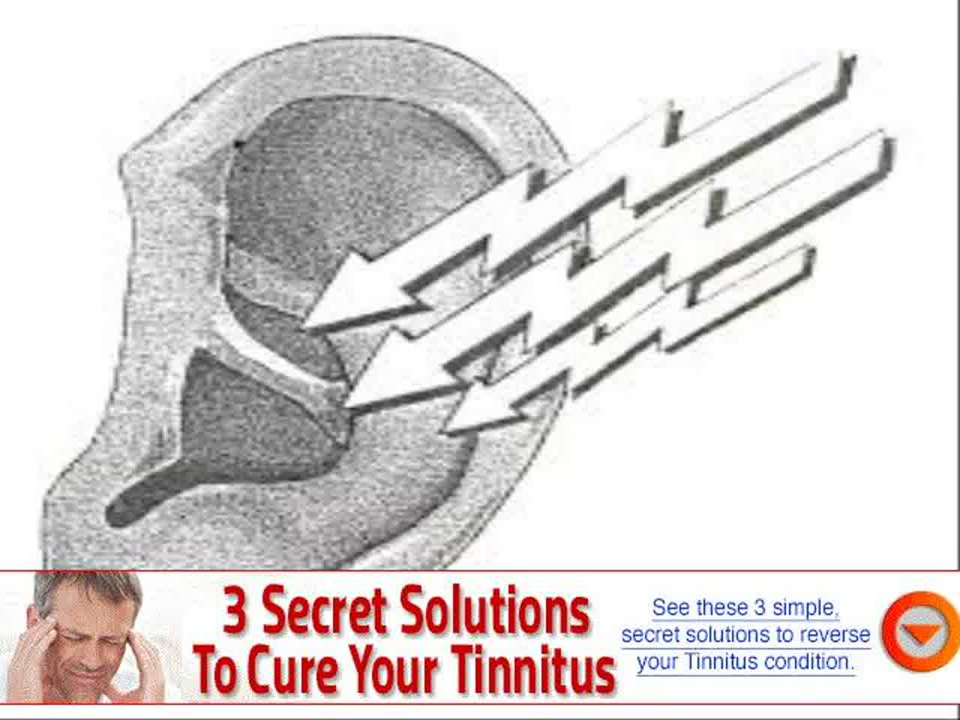 3 Secret Solutions
To Cure Your Tinnitus
See these 3 simple,
secret solutions to reverse
your Tinnitus condition.